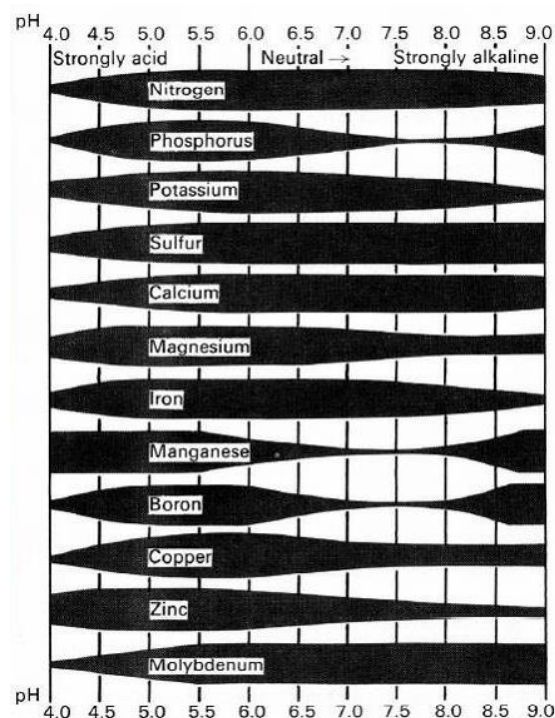 pH
4.0 4.5 5.0 5.5 6.0 6.5 7.0 7.5 8.0 8.5 9.0
Strongly acid Neutral → Strongly alkaline
Nitrogen
Phosphorus
Potassium
Sulfur
Calcium
Magnesium
Iron
Manganese
Boron
Copper
Zinc
Molybdenum
pH
4.0 4.5 5.0 5.5 6.0 6.5 7.0 7.5 8.0 8.5 9.0